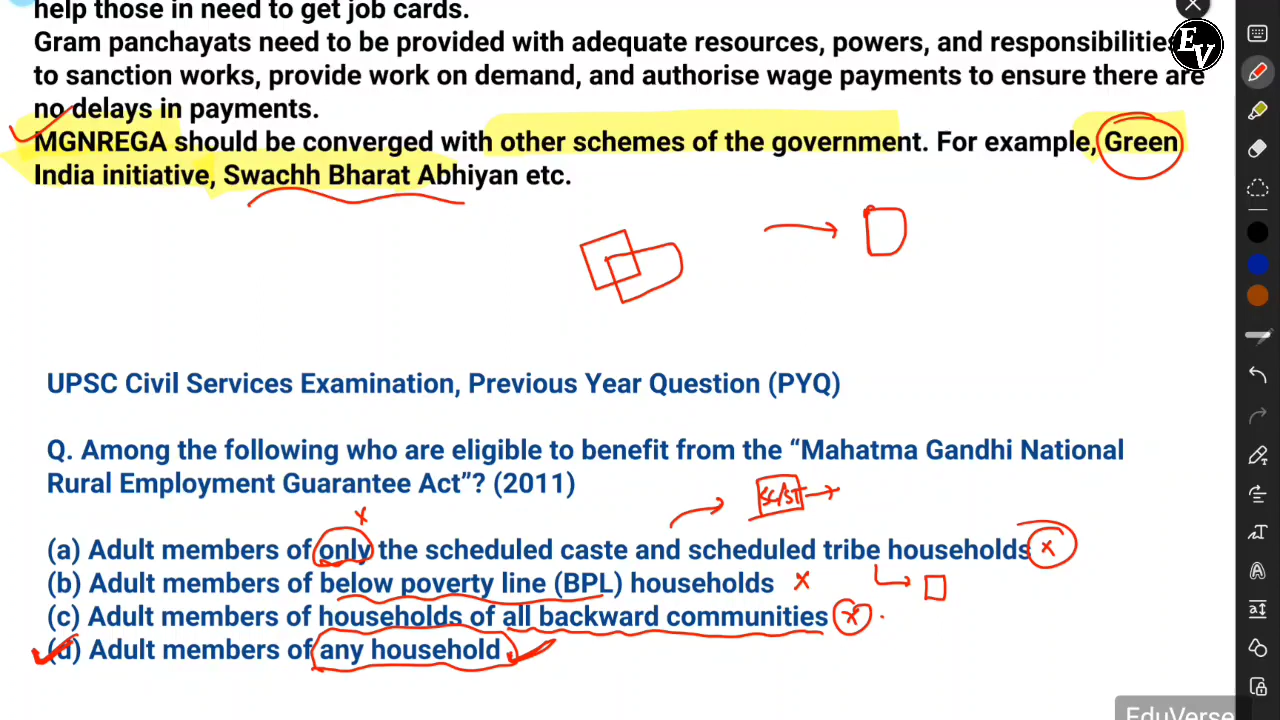 help those in need to get job cards.
Gram panchayats need to be provided with adequate resources, powers, and responsibilities
to sanction works, provide work on demand, and authorise wage payments to ensure there are
no delays in payments.
MGNREGA should be converged with other schemes of the government. For example, Green
India initiative, Swachh Bharat Abhiyan etc.
UPSC Civil Services Examination, Previous Year Question (PYQ)
Q. Among the following who are eligible to benefit from the “Mahatma Gandhi National
Rural Employment Guarantee Act”? (2011)
SC/ST
(a) Adult members of only the scheduled caste and scheduled tribe households
(b) Adult members of below poverty line (BPL) households
(c) Adult members of households of all backward communities
(d) Adult members of any household
EV
EduVerse